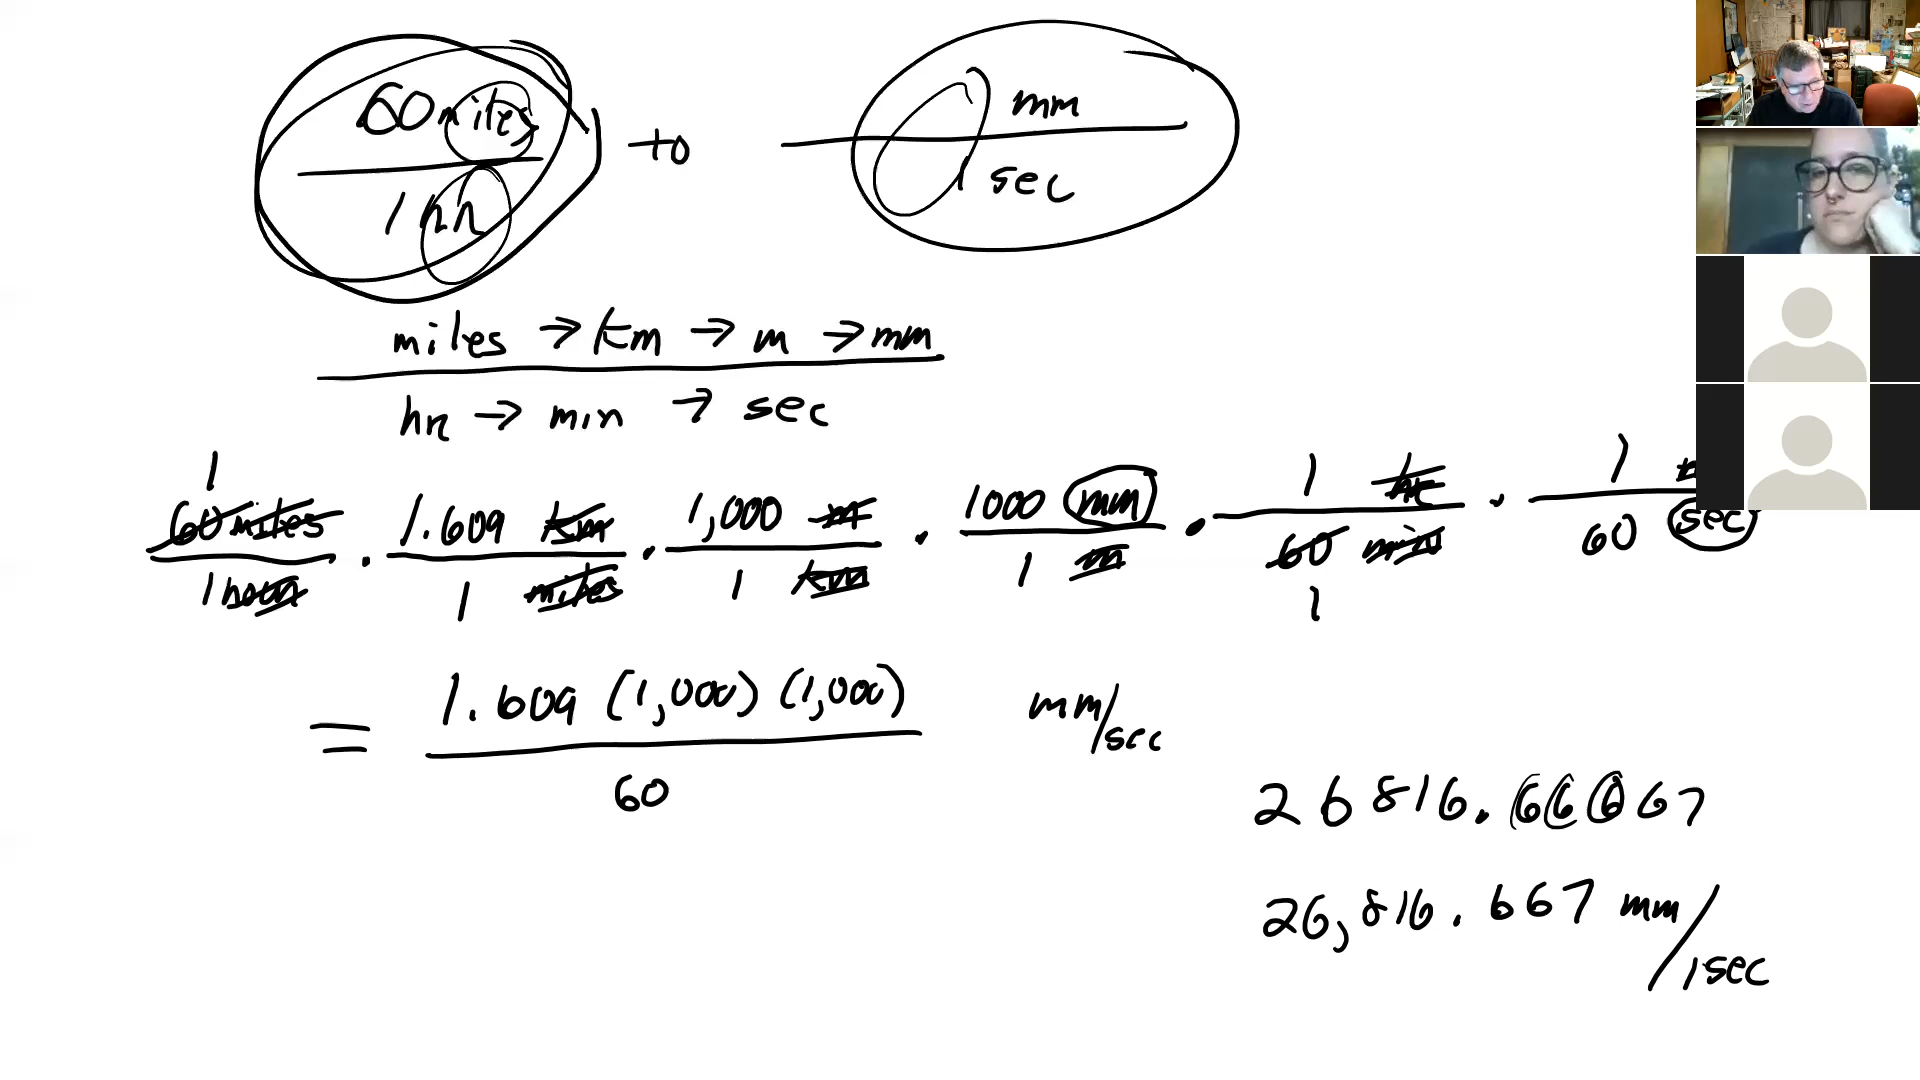 60 miles / 1 hr to mm / 1 sec
miles → km → m → mm
hr → min → sec
1 1 hr 1
60 miles · 1.609 km · 1,000 m · 1000 mm
1 hour 1 miles 1 km 1 m 60 min · 60 sec
1
= 1.609 (1,000) (1,000) mm/sec
60
26816.66667
26,816.667 mm/1sec